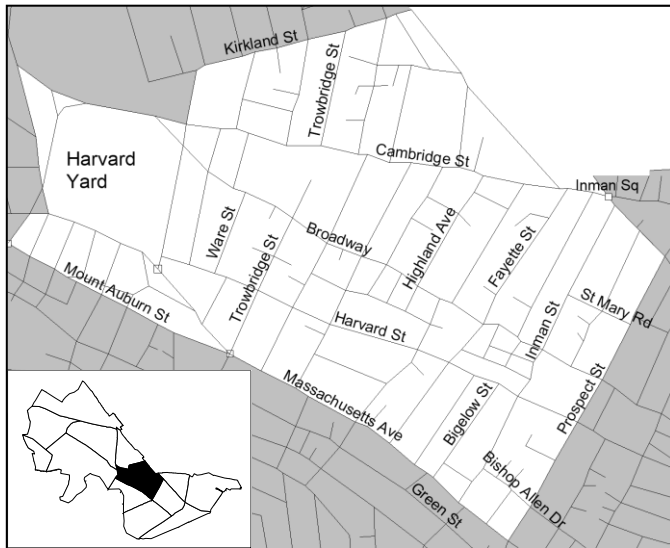 Kirkland St
Trowbridge St
Cambridge St
Harvard
Yard
Inman Sq
Ware St
Broadway
Highland Ave
Fayette St
Trowbridge St
Mount Auburn St
Harvard St
Inman St
St Mary Rd
Prospect St
Massachusetts Ave
Bigelow St
Bishop Allen Dr
Green St